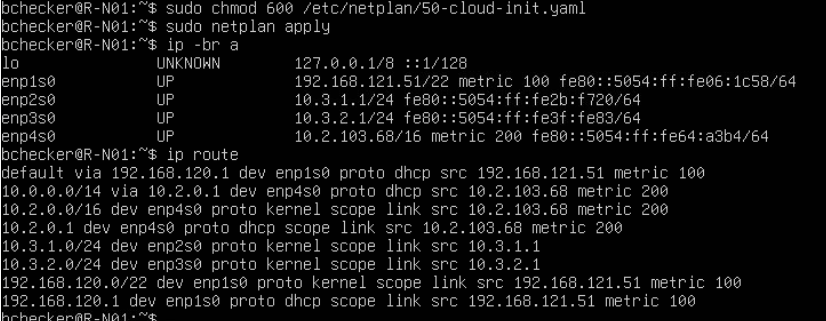 bchecker@R-N01:~$ sudo chmod 600 /etc/netplan/50-cloud-init.yaml
bchecker@R-N01:~$ sudo netplan apply
bchecker@R-N01:~$ ip -br a
lo UNKNOWN 127.0.0.1/8 ::1/128
enp1s0 UP 192.168.121.51/22 metric 100 fe80::5054:ff:fe06:1c58/64
enp2s0 UP 10.3.1.1/24 fe80::5054:ff:fe2b:f720/64
enp3s0 UP 10.3.2.1/24 fe80::5054:ff:fe3f:fe83/64
enp4s0 UP 10.2.103.68/16 metric 200 fe80::5054:ff:fe64:a3b4/64
bchecker@R-N01:~$ ip route
default via 192.168.120.1 dev enp1s0 proto dhcp src 192.168.121.51 metric 100
10.0.0.0/14 via 10.2.0.1 dev enp4s0 proto dhcp src 10.2.103.68 metric 200
10.2.0.0/16 dev enp4s0 proto kernel scope link src 10.2.103.68 metric 200
10.2.0.1 dev enp4s0 proto dhcp scope link src 10.2.103.68 metric 200
10.3.1.0/24 dev enp2s0 proto kernel scope link src 10.3.1.1
10.3.2.0/24 dev enp3s0 proto kernel scope link src 10.3.2.1
192.168.120.0/22 dev enp1s0 proto kernel scope link src 192.168.121.51 metric 100
192.168.120.1 dev enp1s0 proto dhcp scope link src 192.168.121.51 metric 100
bchecker@R-N01:~$